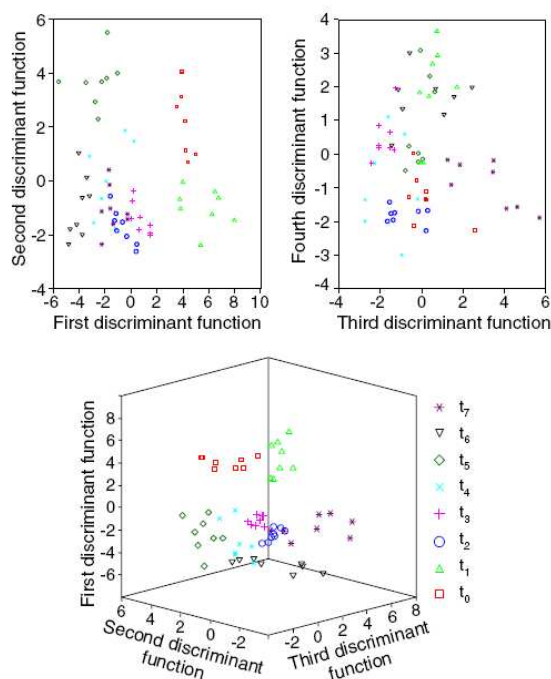 6
4
2
0
-2
-4
Second discriminant function
-6 -4 -2 0 2 4 6 8 10
First discriminant function
4
3
2
1
0
-1
-2
-3
-4
Fourth discriminant function
-4 -2 0 2 4 6
Third discriminant function
8
6
4
2
0
-2
-4
-6
First discriminant function
6 4 2 0 -2
Second discriminant
function
-2 0 2 4 6 8
Third discriminant
function
t7
t6
t5
t4
t3
t2
t1
t0